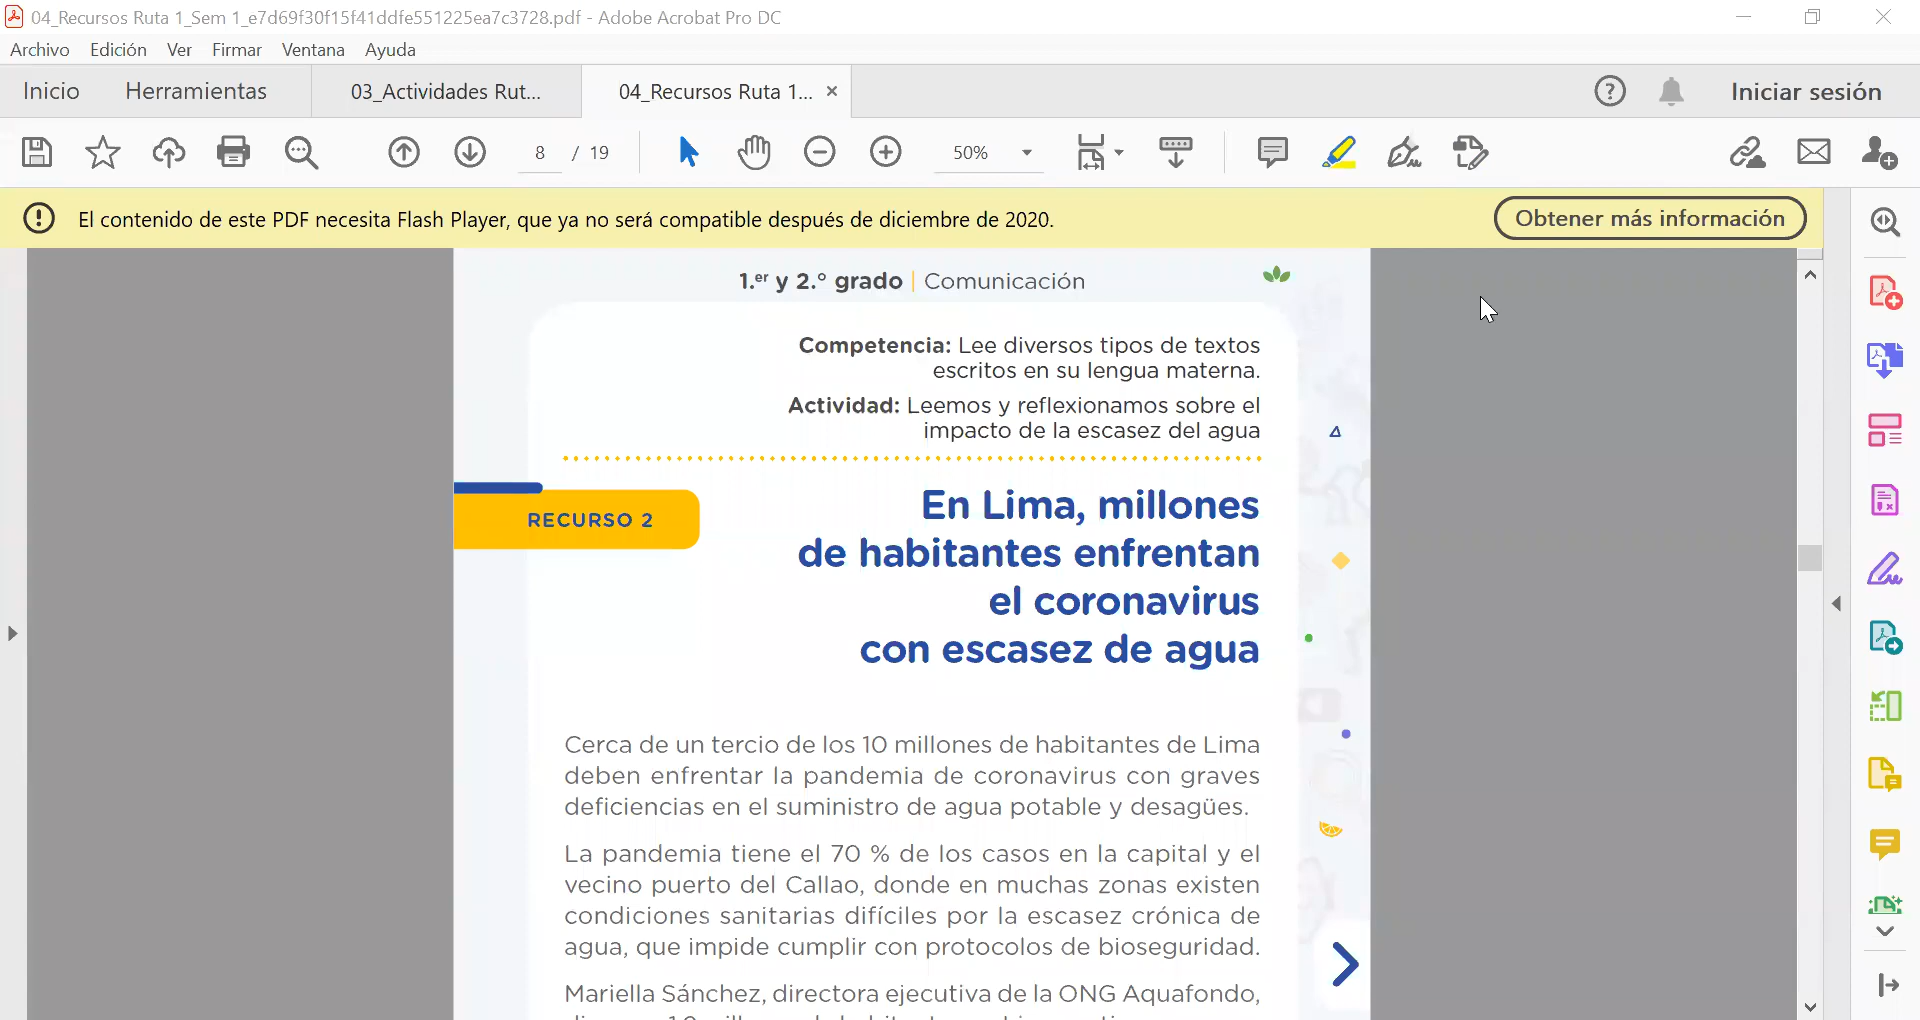 04_Recursos Ruta 1_Sem 1_e7d69f30f15f41ddfe551225ea7c3728.pdf - Adobe Acrobat Pro DC
Archivo Edición Ver Firmar Ventana Ayuda
Inicio Herramientas 03_Actividades Rut... 04_Recursos Ruta 1... × Iniciar sesión
8 / 19 50%
El contenido de este PDF necesita Flash Player, que ya no será compatible después de diciembre de 2020. Obtener más información
1.er y 2.° grado | Comunicación
Competencia: Lee diversos tipos de textos
escritos en su lengua materna.
Actividad: Leemos y reflexionamos sobre el
impacto de la escasez del agua
RECURSO 2
En Lima, millones
de habitantes enfrentan
el coronavirus
con escasez de agua
Cerca de un tercio de los 10 millones de habitantes de Lima
deben enfrentar la pandemia de coronavirus con graves
deficiencias en el suministro de agua potable y desagües.
La pandemia tiene el 70 % de los casos en la capital y el
vecino puerto del Callao, donde en muchas zonas existen
condiciones sanitarias difíciles por la escasez crónica de
agua, que impide cumplir con protocolos de bioseguridad.
Mariella Sánchez, directora ejecutiva de la ONG Aquafondo,